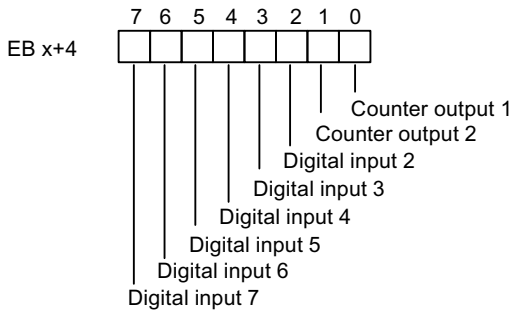 7 6 5 4 3 2 1 0
EB x+4
Counter output 1
Counter output 2
Digital input 2
Digital input 3
Digital input 4
Digital input 5
Digital input 6
Digital input 7